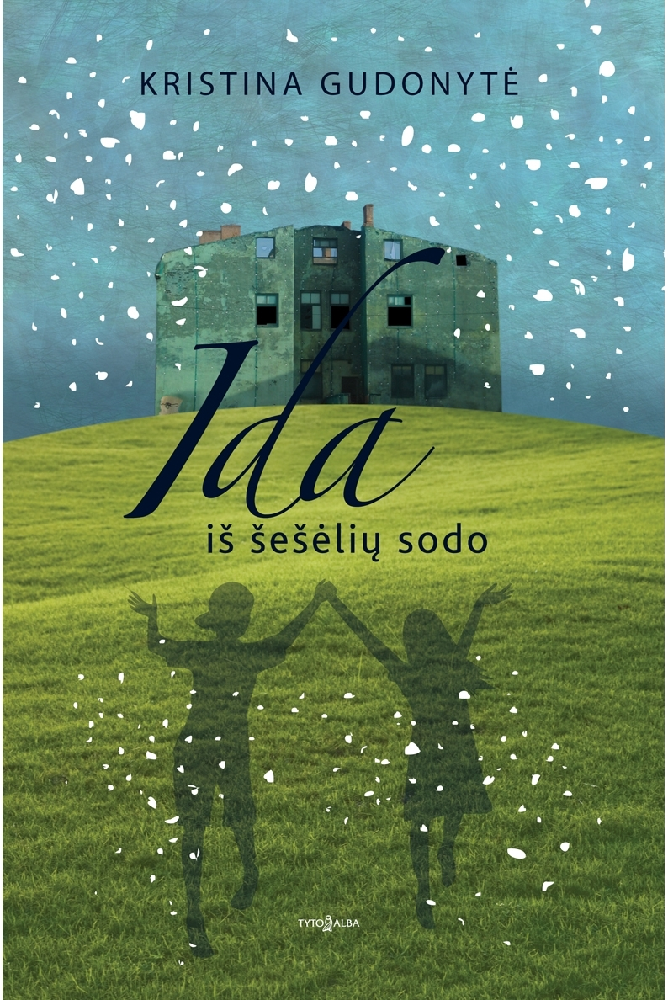 KRISTINA GUDONYTĖ
Ida
iš šešėlių sodo
TYTO ALBA